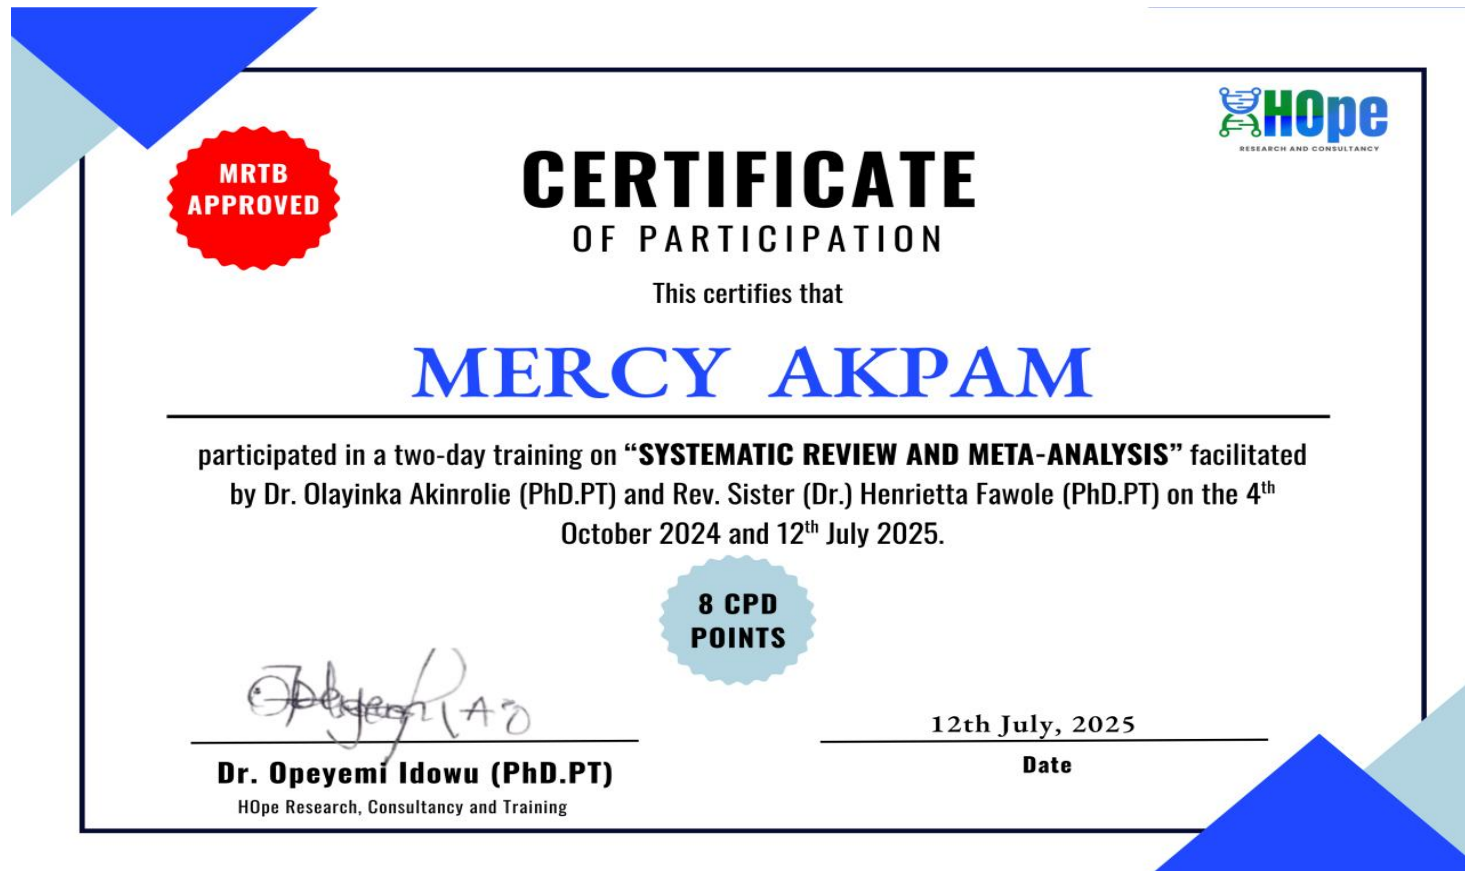 HOpe
RESEARCH AND CONSULTANCY
MRTB
APPROVED
CERTIFICATE
OF PARTICIPATION
This certifies that
MERCY AKPAM
participated in a two-day training on “SYSTEMATIC REVIEW AND META-ANALYSIS” facilitated
by Dr. Olayinka Akinrolie (PhD.PT) and Rev. Sister (Dr.) Henrietta Fawole (PhD.PT) on the 4th
October 2024 and 12th July 2025.
8 CPD
POINTS
12th July, 2025
Date
Dr. Opeyemi Idowu (PhD.PT)
HOpe Research, Consultancy and Training